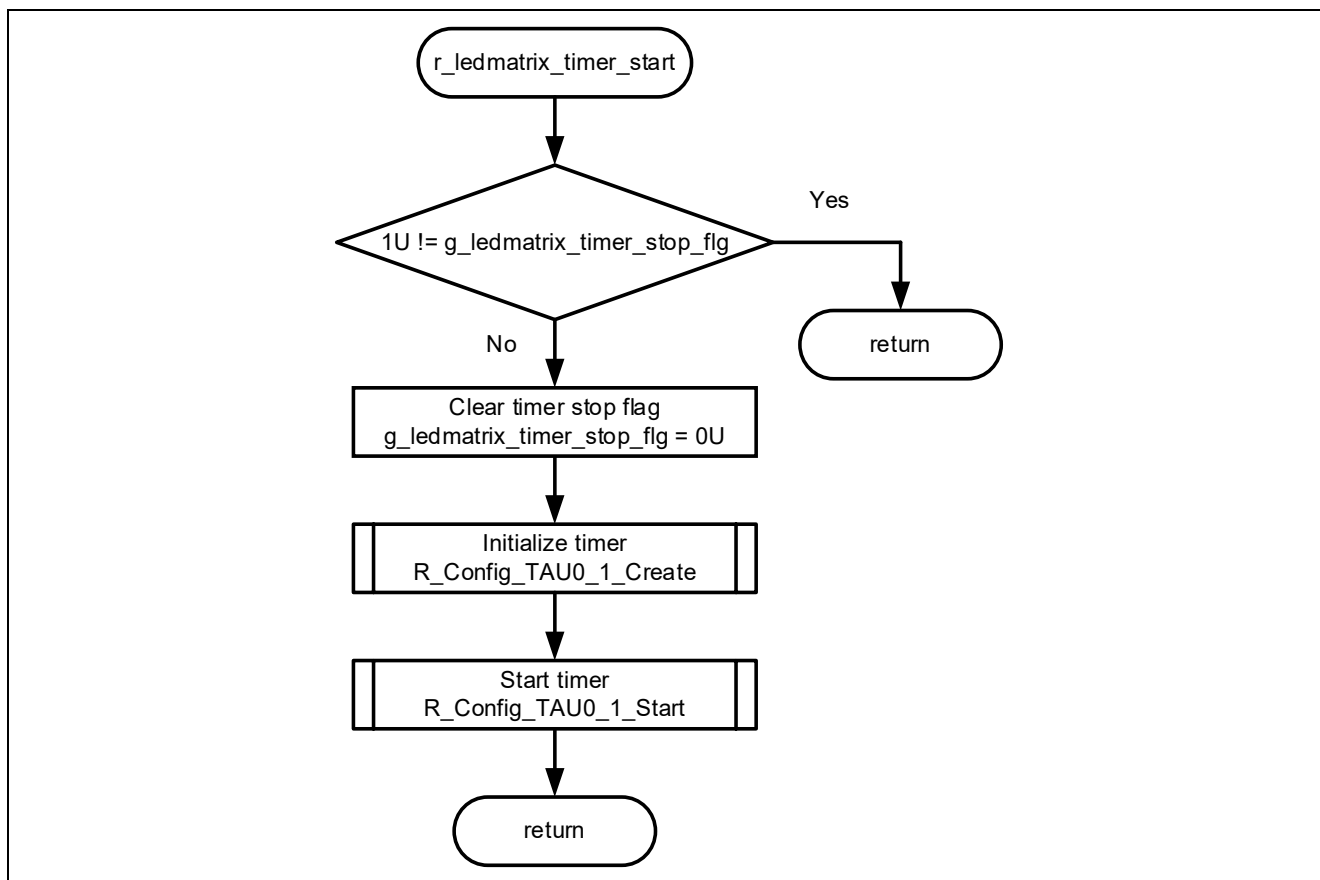 r_ledmatrix_timer_start
Yes
1U != g_ledmatrix_timer_stop_flg
No
return
Clear timer stop flag
g_ledmatrix_timer_stop_flg = 0U
Initialize timer
R_Config_TAU0_1_Create
Start timer
R_Config_TAU0_1_Start
return